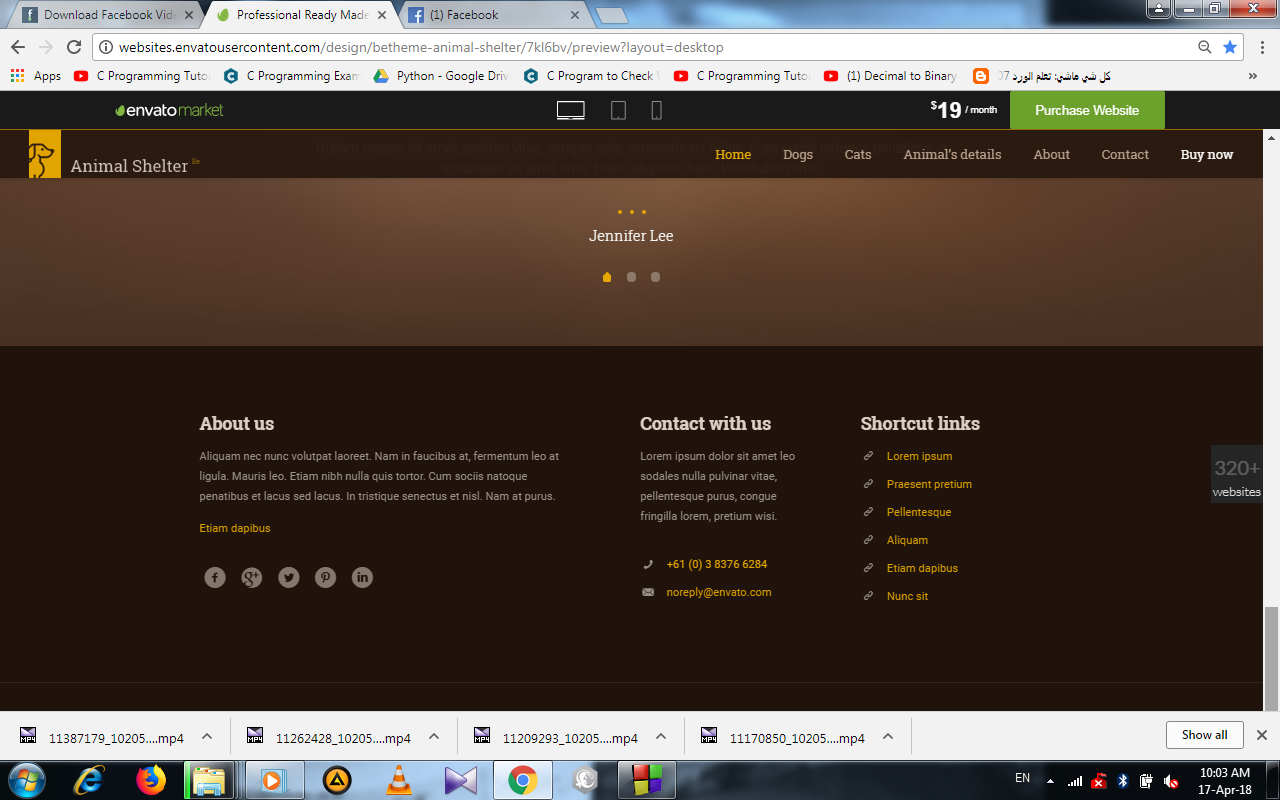 Download Facebook Vide
Professional Ready Made
(1) Facebook
websites.envatousercontent.com/design/betheme-animal-shelter/7kl6bv/preview?layout=desktop
Apps
C Programming Tuto
C Programming Exam
Python - Google Driv
C Program to Check
C Programming Tuto
(1) Decimal to Binary
كل شي ماشي: تعلم الورد 07
»
envato market
$19 / month
Purchase Website
Animal Shelter Be
Home
Dogs
Cats
Animal's details
About
Contact
Buy now
Jennifer Lee
About us
Aliquam nec nunc volutpat laoreet. Nam in faucibus at, fermentum leo at
ligula. Mauris leo. Etiam nibh nulla quis tortor. Cum sociis natoque
penatibus et lacus sed lacus. In tristique senectus et nisl. Nam at purus.
Etiam dapibus
Contact with us
Lorem ipsum dolor sit amet leo
sodales nulla pulvinar vitae,
pellentesque purus, congue
fringilla lorem, pretium wisi.
+61 (0) 3 8376 6284
noreply@envato.com
Shortcut links
Lorem ipsum
Praesent pretium
Pellentesque
Aliquam
Etiam dapibus
Nunc sit
320+
websites
11387179_10205....mp4
11262428_10205....mp4
11209293_10205....mp4
11170850_10205....mp4
Show all
EN
10:03 AM
17-Apr-18